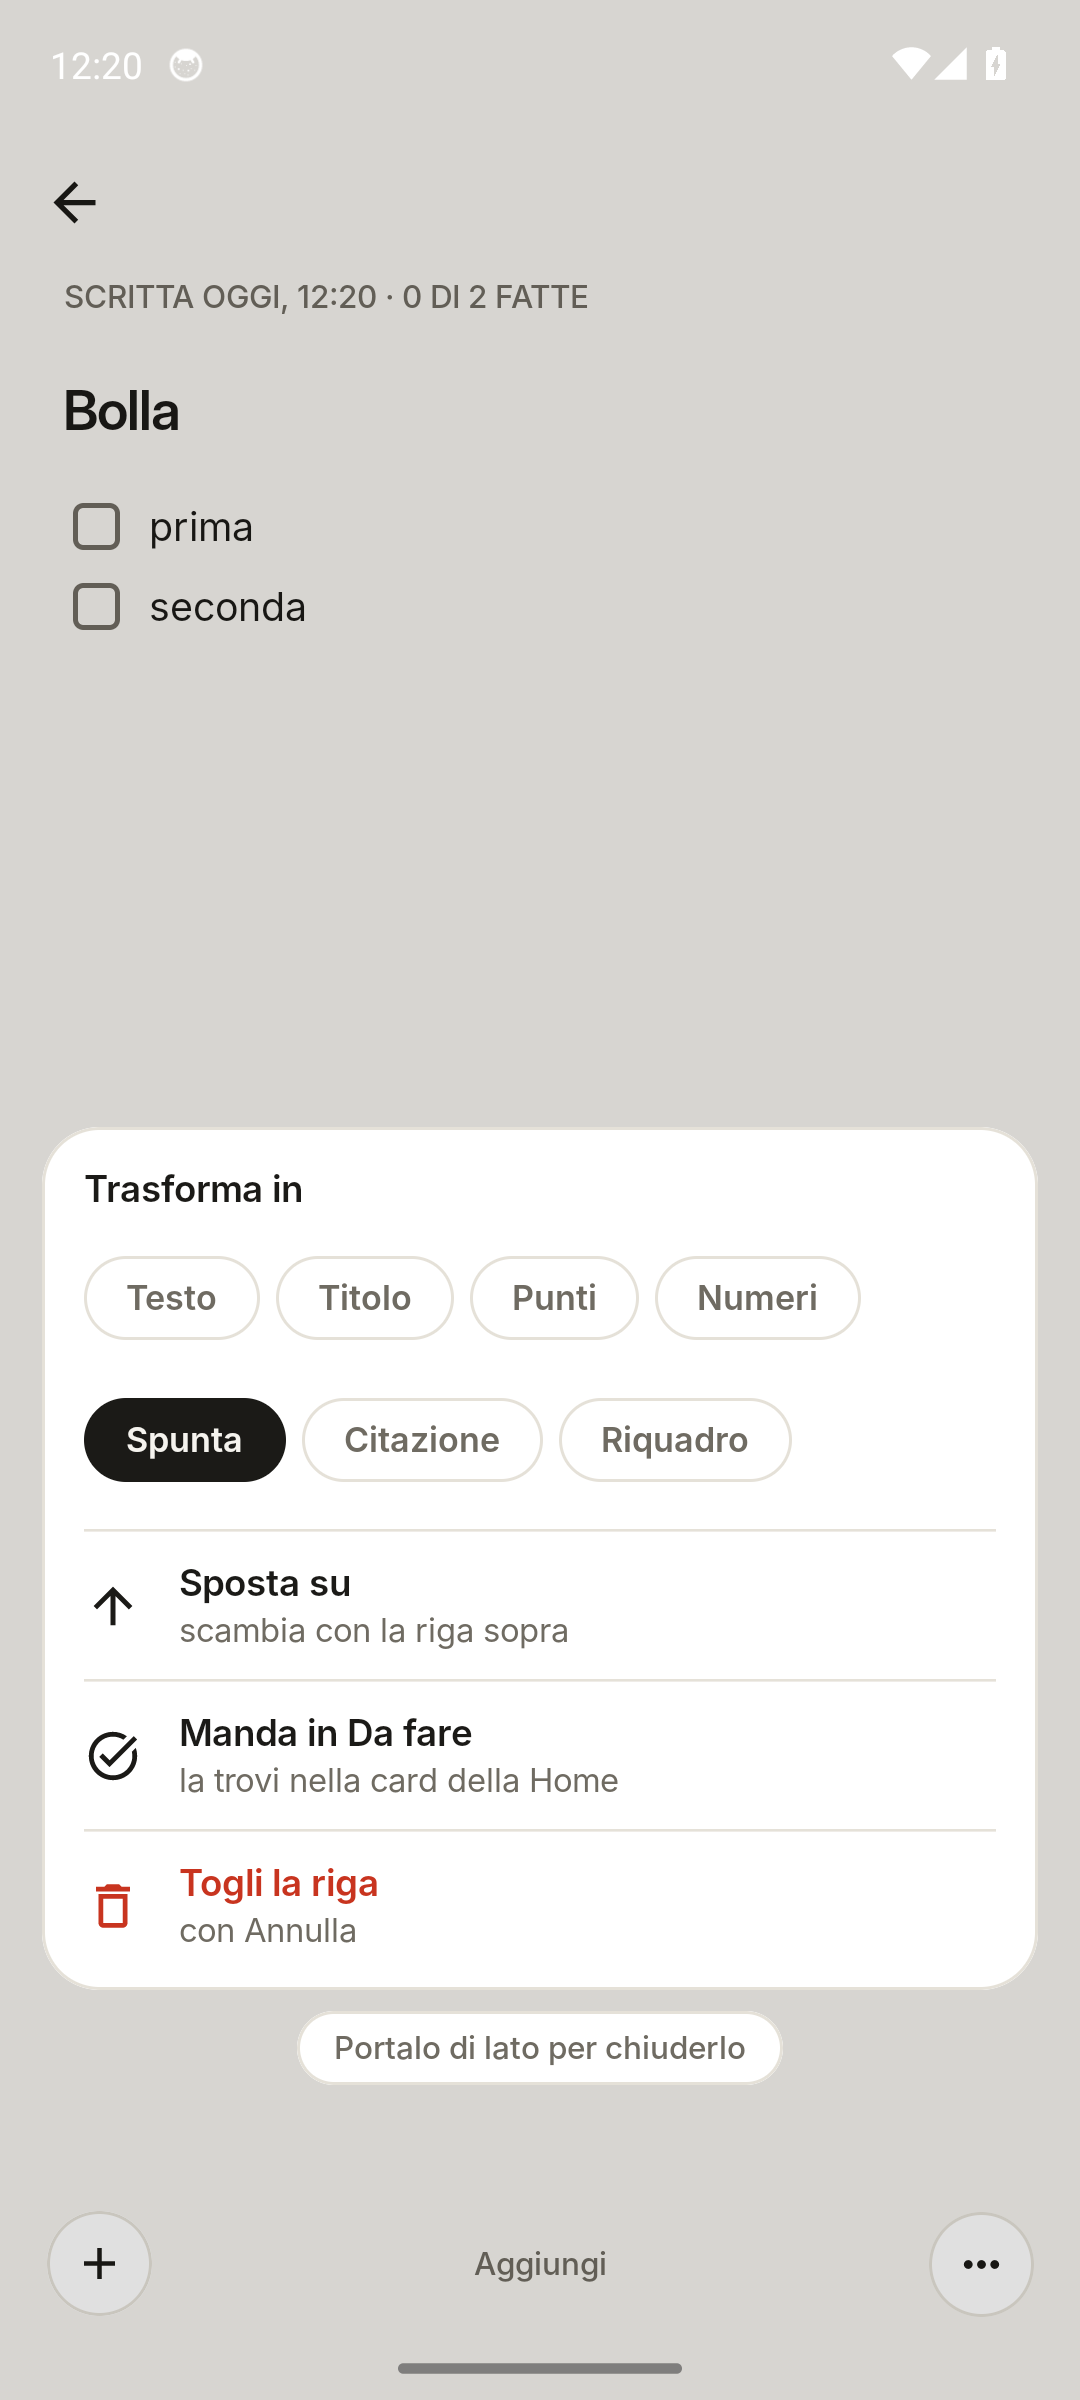 12:20
SCRITTA OGGI, 12:20 · 0 DI 2 FATTE
Bolla
prima
seconda
Trasforma in
Testo Titolo Punti Numeri
Spunta Citazione Riquadro
Sposta su
scambia con la riga sopra
Manda in Da fare
la trovi nella card della Home
Togli la riga
con Annulla
Portalo di lato per chiuderlo
Aggiungi